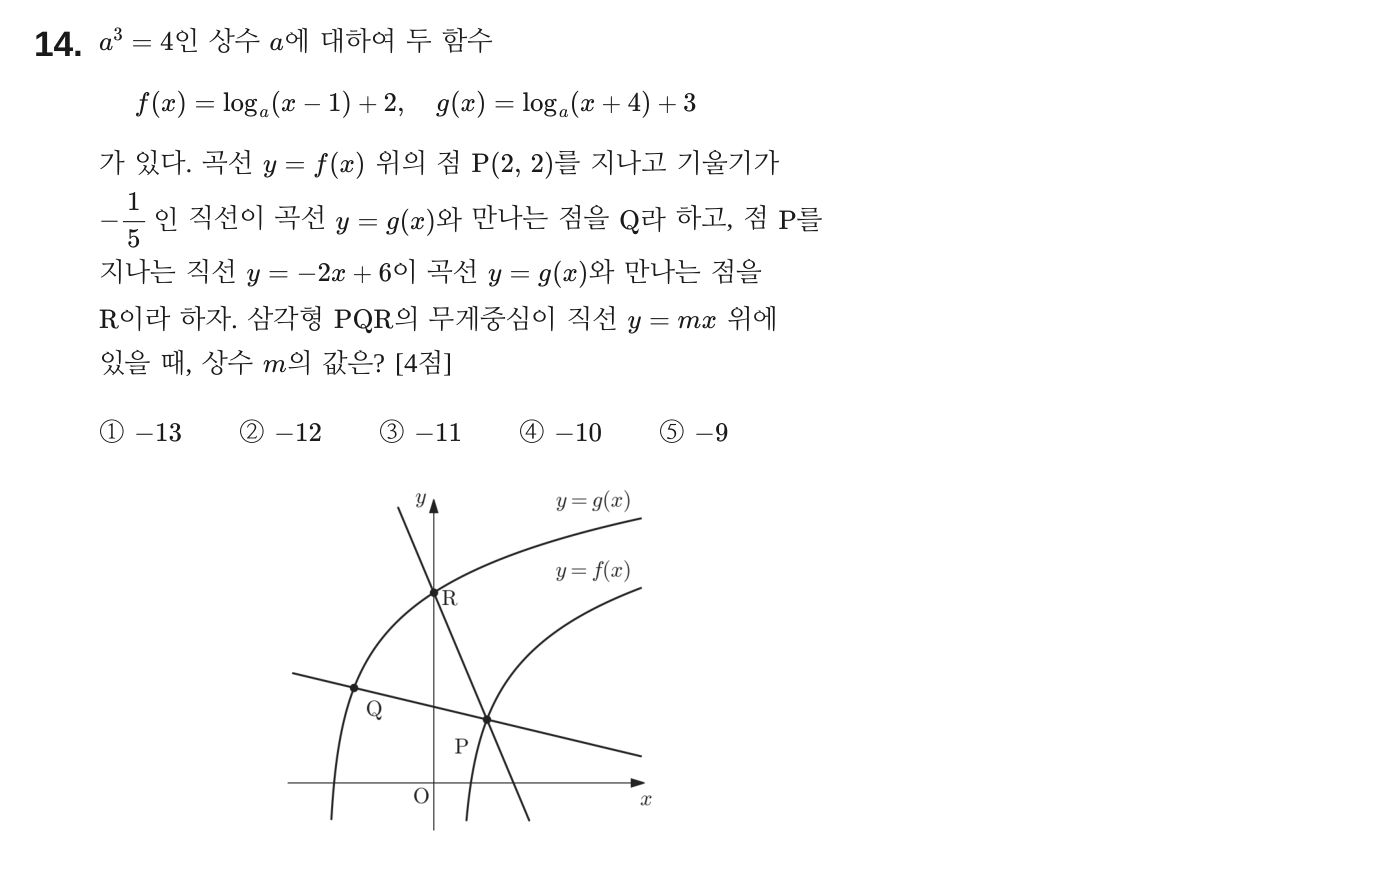 14. a³ = 4인 상수 a에 대하여 두 함수
f(x) = logₐ(x − 1) + 2, g(x) = logₐ(x + 4) + 3
가 있다. 곡선 y = f(x) 위의 점 P(2, 2)를 지나고 기울기가
−1/5 인 직선이 곡선 y = g(x)와 만나는 점을 Q라 하고, 점 P를
지나는 직선 y = −2x + 6이 곡선 y = g(x)와 만나는 점을
R이라 하자. 삼각형 PQR의 무게중심이 직선 y = mx 위에
있을 때, 상수 m의 값은? [4점]
① −13 ② −12 ③ −11 ④ −10 ⑤ −9
y
y = g(x)
y = f(x)
R
Q
P
O
x